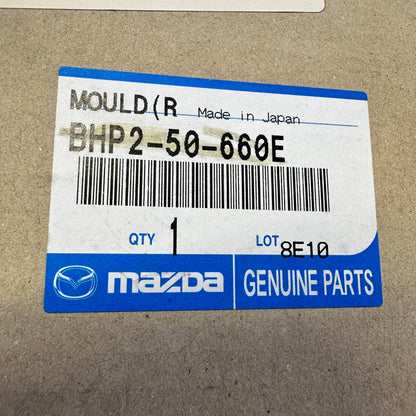 MOULD(R Made in Japan
BHP2-50-660E
QTY 1 LOT 8E10
mazda GENUINE PARTS